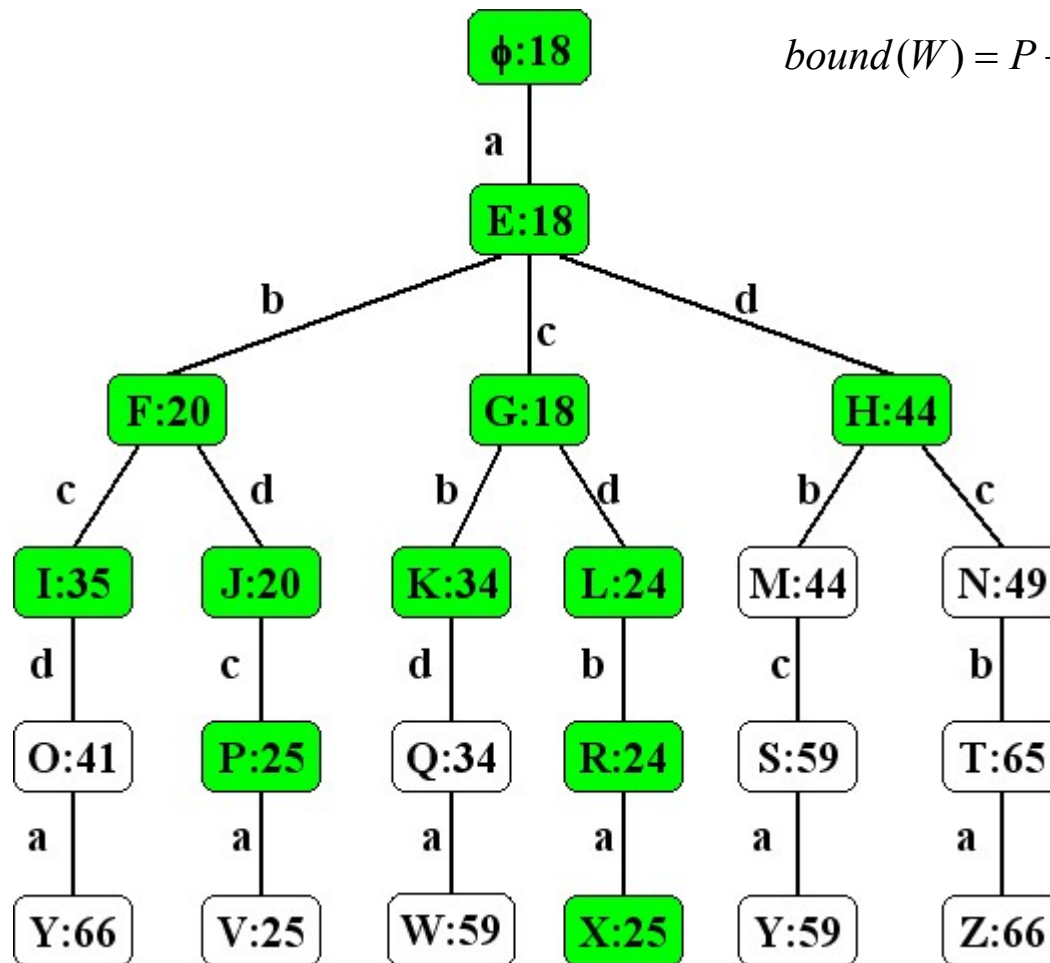 ϕ:18
bound(W) = P -
a
E:18
b
c
d
F:20
G:18
H:44
c
d
b
d
b
c
I:35
J:20
K:34
L:24
M:44
N:49
d
c
d
b
c
b
O:41
P:25
Q:34
R:24
S:59
T:65
a
a
a
a
a
a
Y:66
V:25
W:59
X:25
Y:59
Z:66